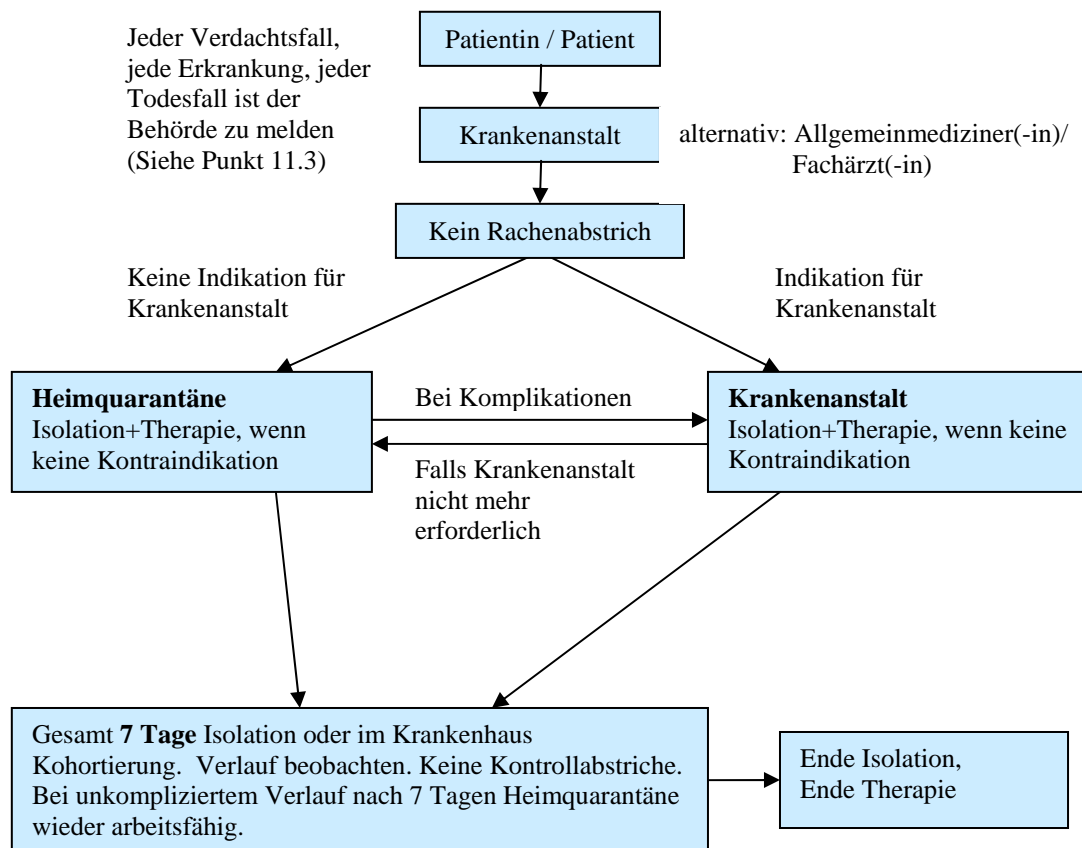 Jeder Verdachtsfall,
jede Erkrankung, jeder
Todesfall ist der
Behörde zu melden
(Siehe Punkt 11.3)
Patientin / Patient
Krankenanstalt
alternativ: Allgemeinmediziner(-in)/
Fachärzt(-in)
Kein Rachenabstrich
Keine Indikation für
Krankenanstalt
Indikation für
Krankenanstalt
Heimquarantäne
Isolation+Therapie, wenn
keine Kontraindikation
Bei Komplikationen
Falls Krankenanstalt
nicht mehr
erforderlich
Krankenanstalt
Isolation+Therapie, wenn keine
Kontraindikation
Gesamt 7 Tage Isolation oder im Krankenhaus
Kohortierung.  Verlauf beobachten. Keine Kontrollabstriche.
Bei unkompliziertem Verlauf nach 7 Tagen Heimquarantäne
wieder arbeitsfähig.
Ende Isolation,
Ende Therapie